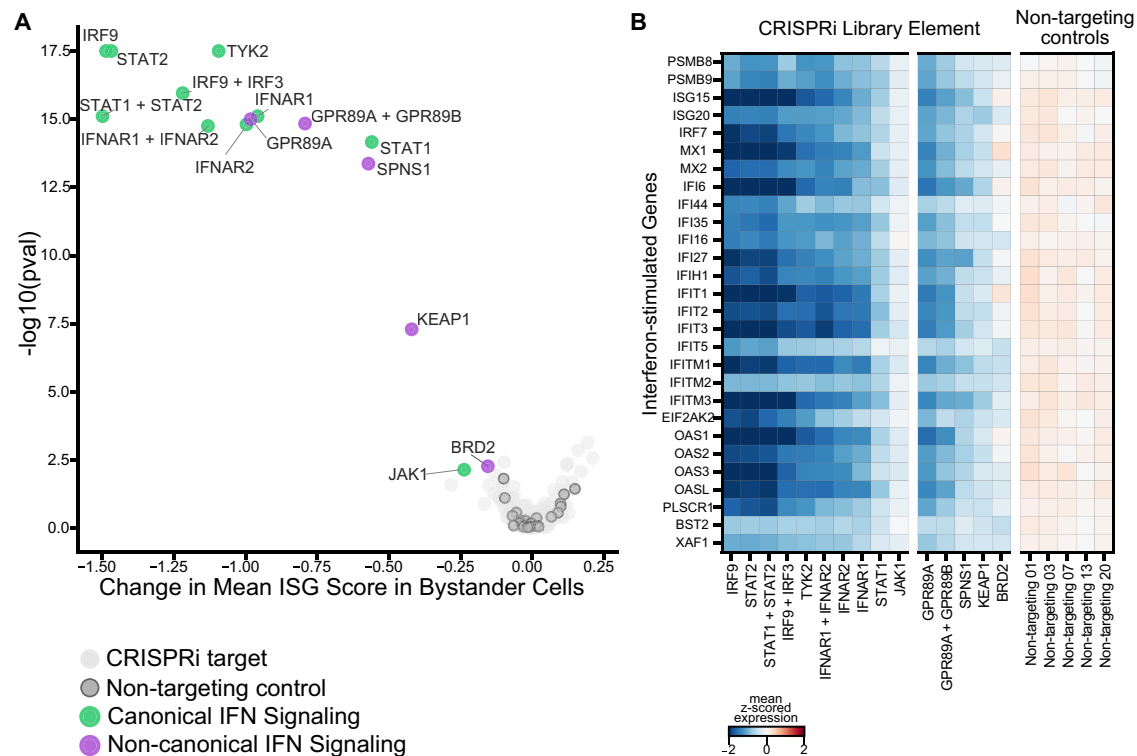 A
-log10(pval)
17.5
15.0
12.5
10.0
7.5
5.0
2.5
0.0
IRF9
STAT2
TYK2
IRF9 + IRF3
STAT1 + STAT2
IFNAR1
GPR89A + GPR89B
IFNAR1 + IFNAR2
GPR89A
IFNAR2
STAT1
SPNS1
KEAP1
BRD2
JAK1
−1.50 −1.25 −1.00 −0.75 −0.50 −0.25 0.00 0.25
Change in Mean ISG Score in Bystander Cells
CRISPRi target
Non-targeting control
Canonical IFN Signaling
Non-canonical IFN Signaling
B
CRISPRi Library Element
Non-targeting
controls
Interferon-stimulated Genes
PSMB8
PSMB9
ISG15
ISG20
IRF7
MX1
MX2
IFI6
IFI44
IFI35
IFI16
IFI27
IFIH1
IFIT1
IFIT2
IFIT3
IFIT5
IFITM1
IFITM2
IFITM3
EIF2AK2
OAS1
OAS2
OAS3
OASL
PLSCR1
BST2
XAF1
IRF9
STAT2
STAT1 + STAT2
IRF9 + IRF3
TYK2
IFNAR1 + IFNAR2
IFNAR2
IFNAR1
STAT1
JAK1
GPR89A
GPR89A + GPR89B
SPNS1
KEAP1
BRD2
Non-targeting 01
Non-targeting 03
Non-targeting 07
Non-targeting 13
Non-targeting 20
mean
z-scored
expression
−2 0 2